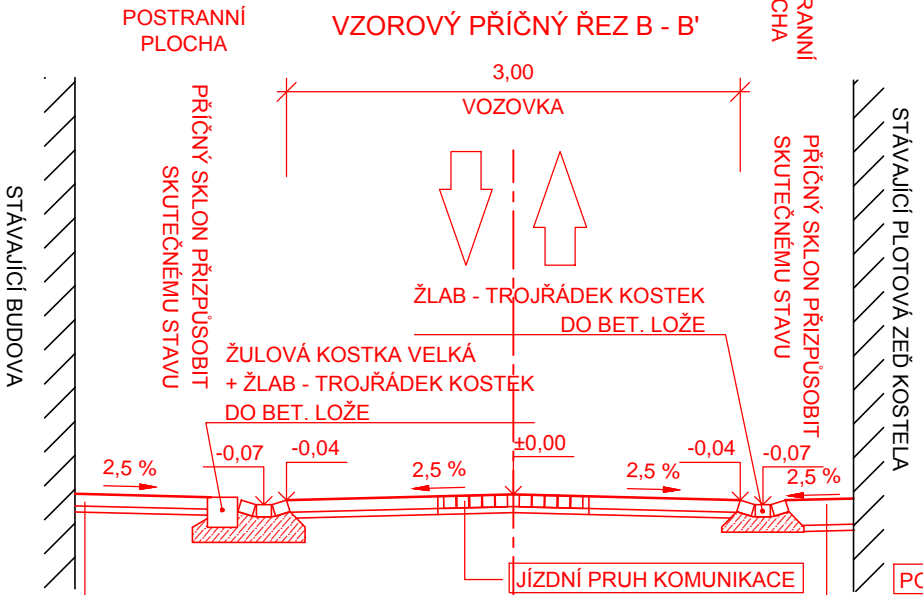 POSTRANNÍ
PLOCHA
VZOROVÝ PŘÍČNÝ ŘEZ B - B'
3,00
VOZOVKA
PŘÍČNÝ SKLON PŘIZPŮSOBIT
SKUTEČNÉMU STAVU
STÁVAJÍCÍ BUDOVA
PŘÍČNÝ SKLON PŘIZPŮSOBIT
SKUTEČNÉMU STAVU
STÁVAJÍCÍ PLOTOVÁ ZEĎ KOSTELA
ŽLAB - TROJŘÁDEK KOSTEK
DO BET. LOŽE
ŽULOVÁ KOSTKA VELKÁ
+ ŽLAB - TROJŘÁDEK KOSTEK
DO BET. LOŽE
2,5 %
-0,07
-0,04
2,5 %
±0,00
2,5 %
-0,04
-0,07
2,5 %
JÍZDNÍ PRUH KOMUNIKACE